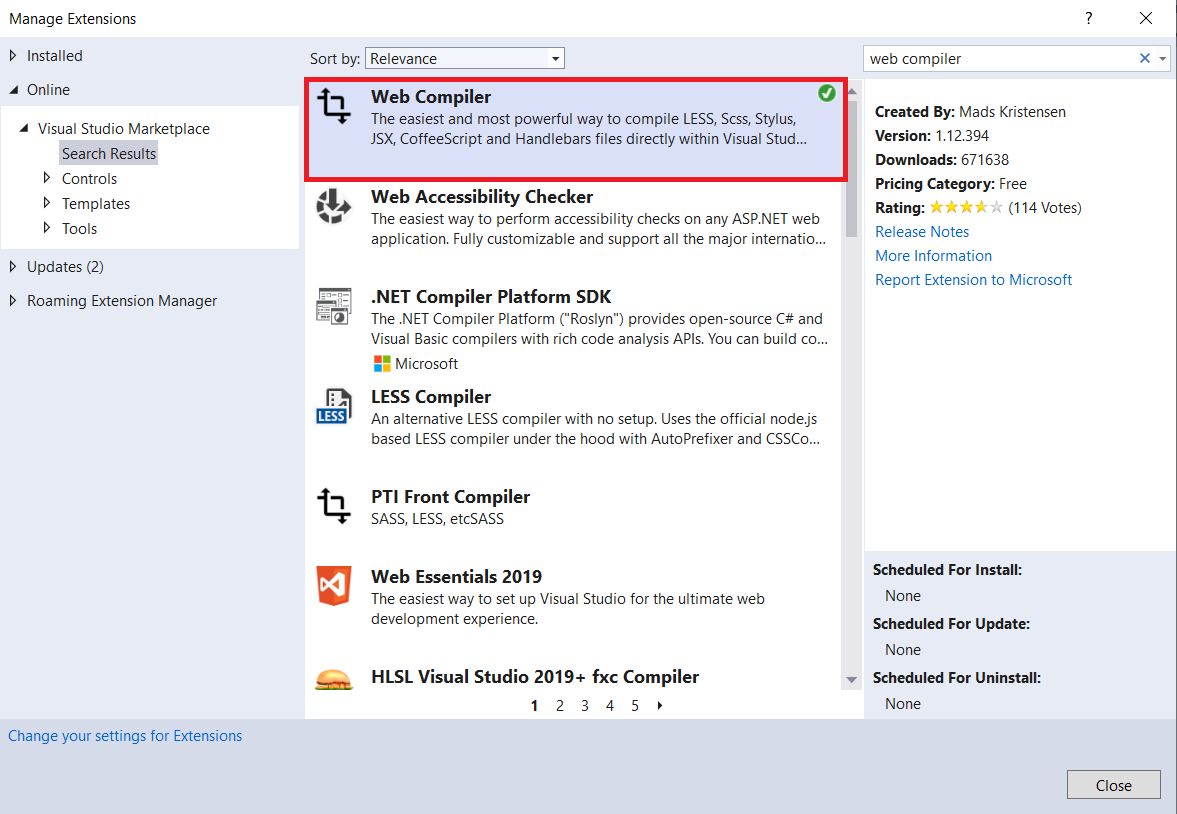 Manage Extensions
?
Installed
Online
Visual Studio Marketplace
Search Results
Controls
Templates
Tools
Updates (2)
Roaming Extension Manager
Sort by: Relevance
Web Compiler
The easiest and most powerful way to compile LESS, Scss, Stylus,
JSX, CoffeeScript and Handlebars files directly within Visual Stud...
Web Accessibility Checker
The easiest way to perform accessibility checks on any ASP.NET web
application. Fully customizable and support all the major internatio...
.NET Compiler Platform SDK
The .NET Compiler Platform ("Roslyn") provides open-source C# and
Visual Basic compilers with rich code analysis APIs. You can build co...
Microsoft
LESS
LESS Compiler
An alternative LESS compiler with no setup. Uses the official node.js
based LESS compiler under the hood with AutoPrefixer and CSSCo...
PTI Front Compiler
SASS, LESS, etcSASS
Web Essentials 2019
The easiest way to set up Visual Studio for the ultimate web
development experience.
HLSL Visual Studio 2019+ fxc Compiler
1 2 3 4 5
web compiler
Created By: Mads Kristensen
Version: 1.12.394
Downloads: 671638
Pricing Category: Free
Rating: (114 Votes)
Release Notes
More Information
Report Extension to Microsoft
Scheduled For Install:
None
Scheduled For Update:
None
Scheduled For Uninstall:
None
Change your settings for Extensions
Close